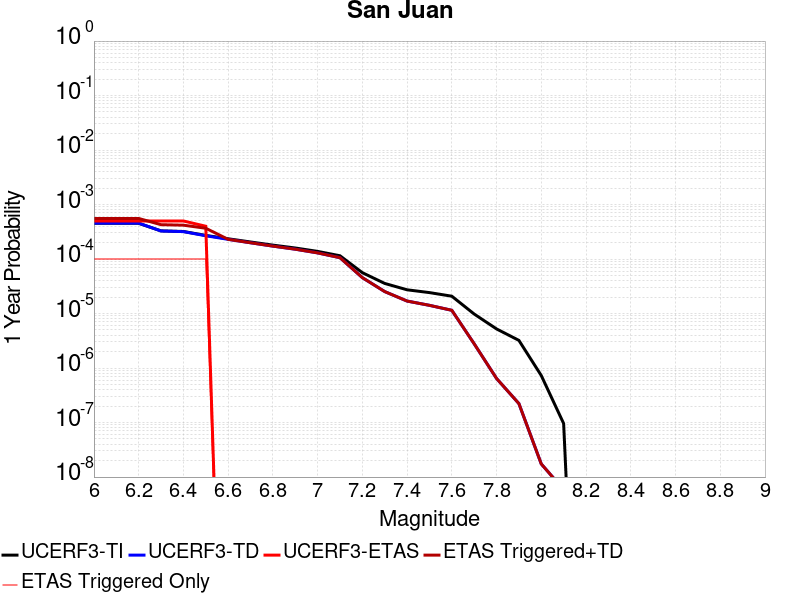 San Juan
10^0
10^-1
10^-2
10^-3
10^-4
10^-5
10^-6
10^-7
10^-8
1 Year Probability
6 6.2 6.4 6.6 6.8 7 7.2 7.4 7.6 7.8 8 8.2 8.4 8.6 8.8 9
Magnitude
UCERF3-TI UCERF3-TD UCERF3-ETAS ETAS Triggered+TD
ETAS Triggered Only